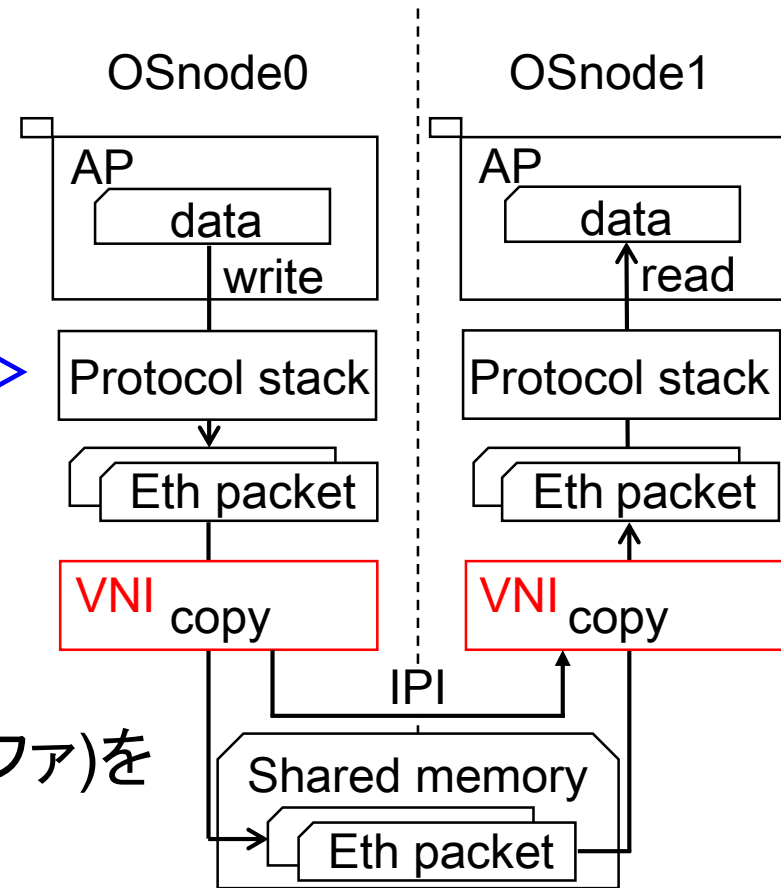 OSnode0 OSnode1
AP AP
data data
write read
Protocol stack Protocol stack
Eth packet Eth packet
VNI VNI
copy copy
IPI
ファ)を
Shared memory
Eth packet